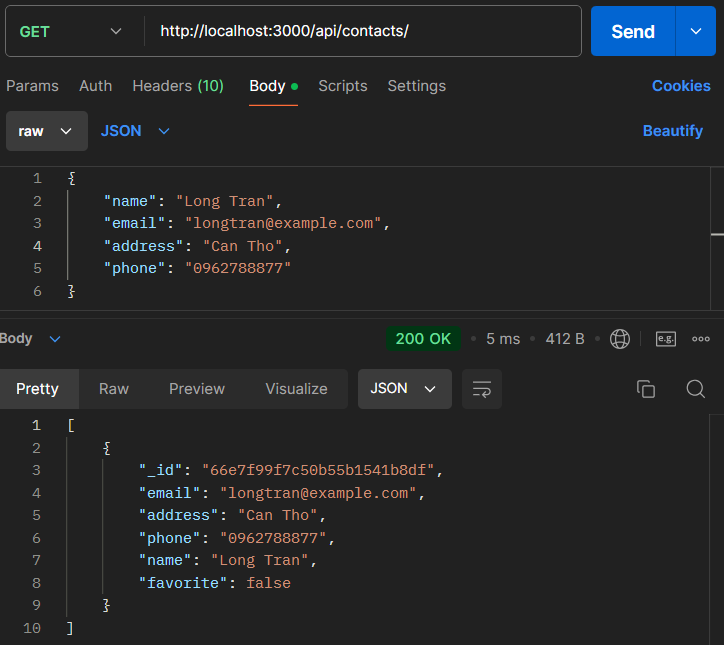 GET http://localhost:3000/api/contacts/ Send
Params Auth Headers (10) Body Scripts Settings Cookies
raw JSON Beautify
1 {
2 "name": "Long Tran",
3 "email": "longtran@example.com",
4 "address": "Can Tho",
5 "phone": "0962788877"
6 }
Body 200 OK 5 ms 412 B e.g.
Pretty Raw Preview Visualize JSON
1 [
2 {
3 "_id": "66e7f99f7c50b55b1541b8df",
4 "email": "longtran@example.com",
5 "address": "Can Tho",
6 "phone": "0962788877",
7 "name": "Long Tran",
8 "favorite": false
9 }
10 ]